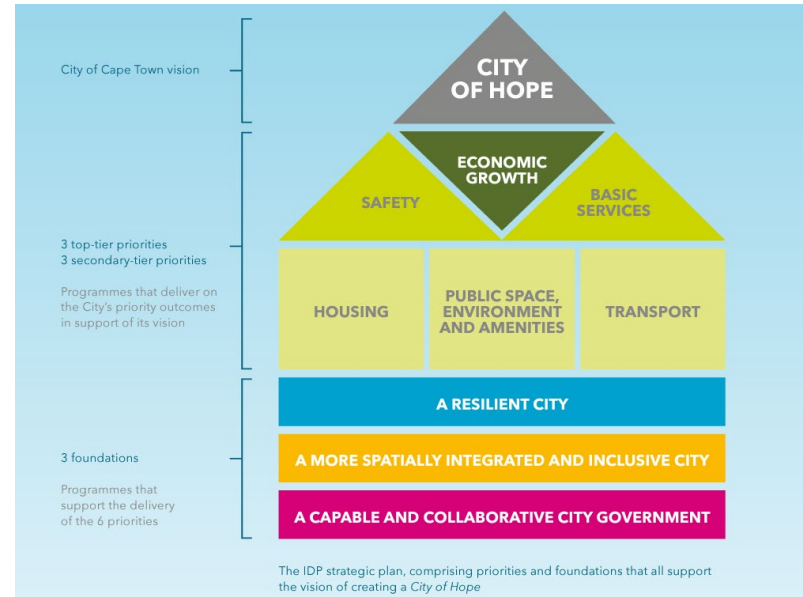 City of Cape Town vision
CITY
OF HOPE
ECONOMIC
GROWTH
SAFETY
BASIC
SERVICES
3 top-tier priorities
3 secondary-tier priorities
Programmes that deliver on
the City's priority outcomes
in support of its vision
HOUSING
PUBLIC SPACE,
ENVIRONMENT
AND AMENITIES
TRANSPORT
A RESILIENT CITY
3 foundations
A MORE SPATIALLY INTEGRATED AND INCLUSIVE CITY
Programmes that
support the delivery
of the 6 priorities
A CAPABLE AND COLLABORATIVE CITY GOVERNMENT
The IDP strategic plan, comprising priorities and foundations that all support
the vision of creating a City of Hope